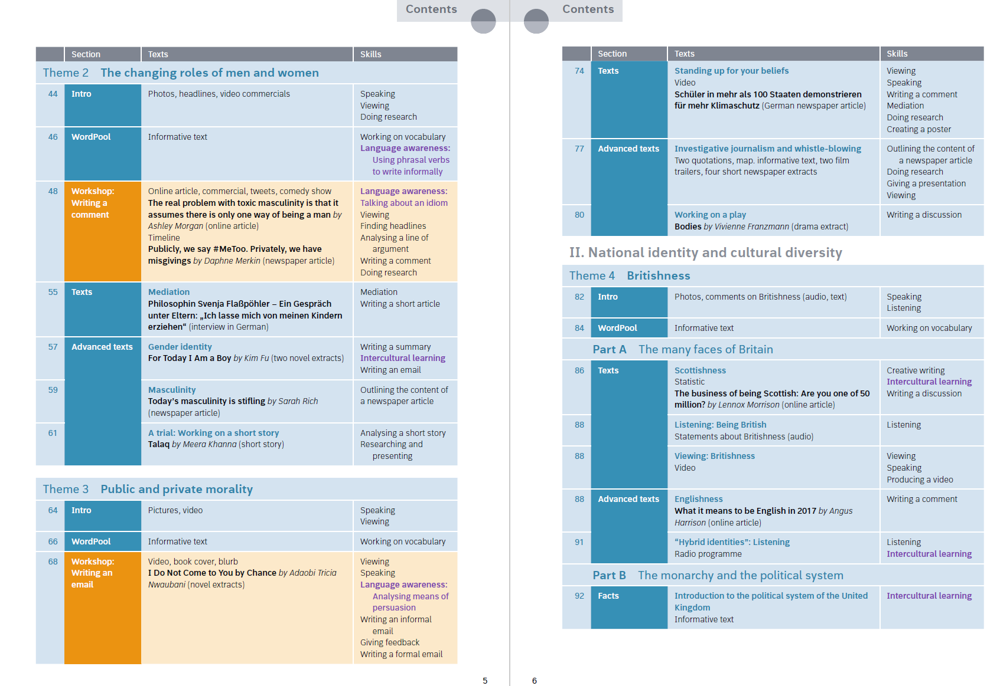 Contents
Section Texts Skills
Theme 2 The changing roles of men and women
44 Intro Photos, headlines, video commercials Speaking
Viewing
Doing research
46 WordPool Informative text Working on vocabulary
Language awareness:
Using phrasal verbs
to write informally
48 Workshop: Online article, commercial, tweets, comedy show Language awareness:
Writing a The real problem with toxic masculinity is that it Talking about an idiom
comment assumes there is only one way of being a man by Viewing
Ashley Morgan (online article) Finding headlines
Timeline Analysing a line of
Publicly, we say #MeToo. Privately, we have argument
misgivings by Daphne Merkin (newspaper article) Writing a comment
Doing research
55 Texts Mediation Mediation
Philosophin Svenja Flaßpöhler – Ein Gespräch Writing a short article
unter Eltern: „Ich lasse mich von meinen Kindern
erziehen“ (interview in German)
57 Advanced texts Gender identity Writing a summary
For Today I Am a Boy by Kim Fu (two novel extracts) Intercultural learning
Writing an email
59 Masculinity Outlining the content of
Today’s masculinity is stifling by Sarah Rich a newspaper article
(newspaper article)
61 A trial: Working on a short story Analysing a short story
Talaq by Meera Khanna (short story) Researching and
presenting
Theme 3 Public and private morality
64 Intro Pictures, video Speaking
Viewing
66 WordPool Informative text Working on vocabulary
68 Workshop: Video, book cover, blurb Viewing
Writing an I Do Not Come to You by Chance by Adaobi Tricia Speaking
email Nwaubani (novel extracts) Language awareness:
Analysing means of
persuasion
Writing an informal
email
Giving feedback
Writing a formal email
5
Contents
Section Texts Skills
74 Texts Standing up for your beliefs Viewing
Video Speaking
Schüler in mehr als 100 Staaten demonstrieren Writing a comment
für mehr Klimaschutz (German newspaper article) Mediation
Doing research
Creating a poster
77 Advanced texts Investigative journalism and whistle-blowing Outlining the content of
Two quotations, map. informative text, two film a newspaper article
trailers, four short newspaper extracts Doing research
Giving a presentation
Viewing
80 Working on a play Writing a discussion
Bodies by Vivienne Franzmann (drama extract)
II. National identity and cultural diversity
Theme 4 Britishness
82 Intro Photos, comments on Britishness (audio, text) Speaking
Listening
84 WordPool Informative text Working on vocabulary
Part A The many faces of Britain
86 Texts Scottishness Creative writing
Statistic Intercultural learning
The business of being Scottish: Are you one of 50 Writing a discussion
million? by Lennox Morrison (online article)
88 Listening: Being British Listening
Statements about Britishness (audio)
88 Viewing: Britishness Viewing
Video Speaking
Producing a video
88 Advanced texts Englishness Writing a comment
What it means to be English in 2017 by Angus
Harrison (online article)
91 “Hybrid identities”: Listening Listening
Radio programme Intercultural learning
Part B The monarchy and the political system
92 Facts Introduction to the political system of the United Intercultural learning
Kingdom
Informative text
6